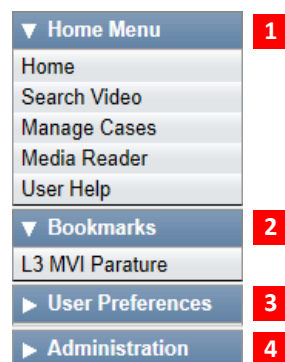 ▼ Home Menu 1
Home
Search Video
Manage Cases
Media Reader
User Help
▼ Bookmarks 2
L3 MVI Parature
► User Preferences 3
► Administration 4